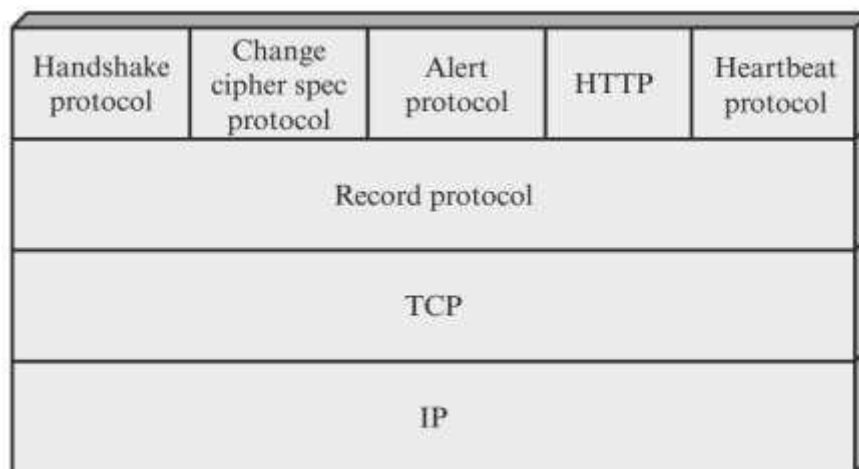 Handshake
protocol
Change
cipher spec
protocol
Alert
protocol
HTTP
Heartbeat
protocol
Record protocol
TCP
IP